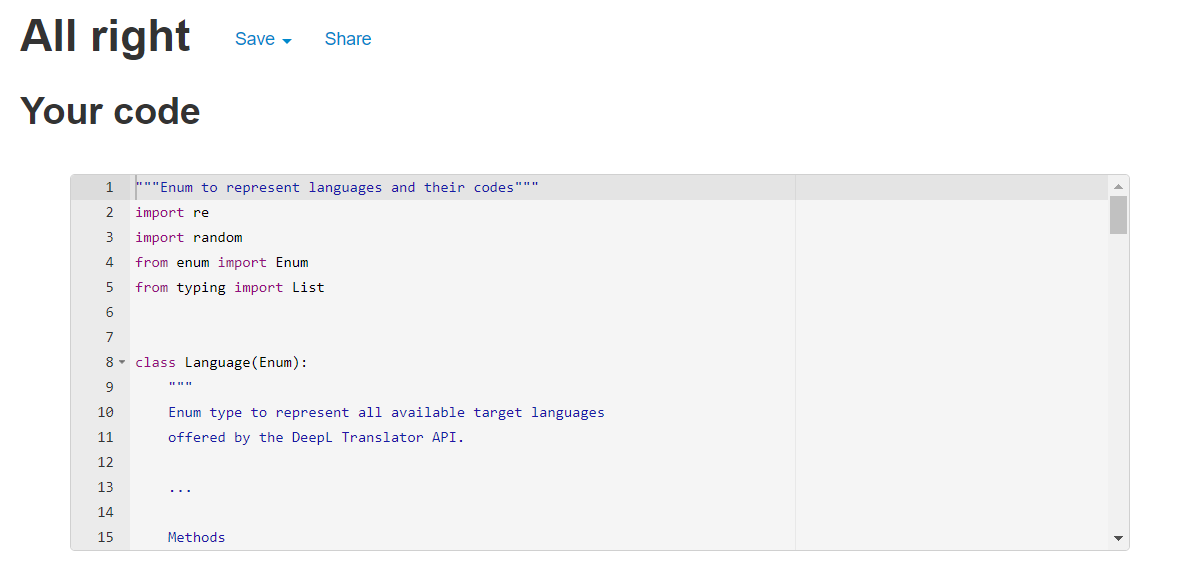 All right Save Share
Your code
1 """Enum to represent languages and their codes"""
2 import re
3 import random
4 from enum import Enum
5 from typing import List
6
7
8 class Language(Enum):
9     """
10     Enum type to represent all available target languages
11     offered by the DeepL Translator API.
12
13     ...
14
15     Methods